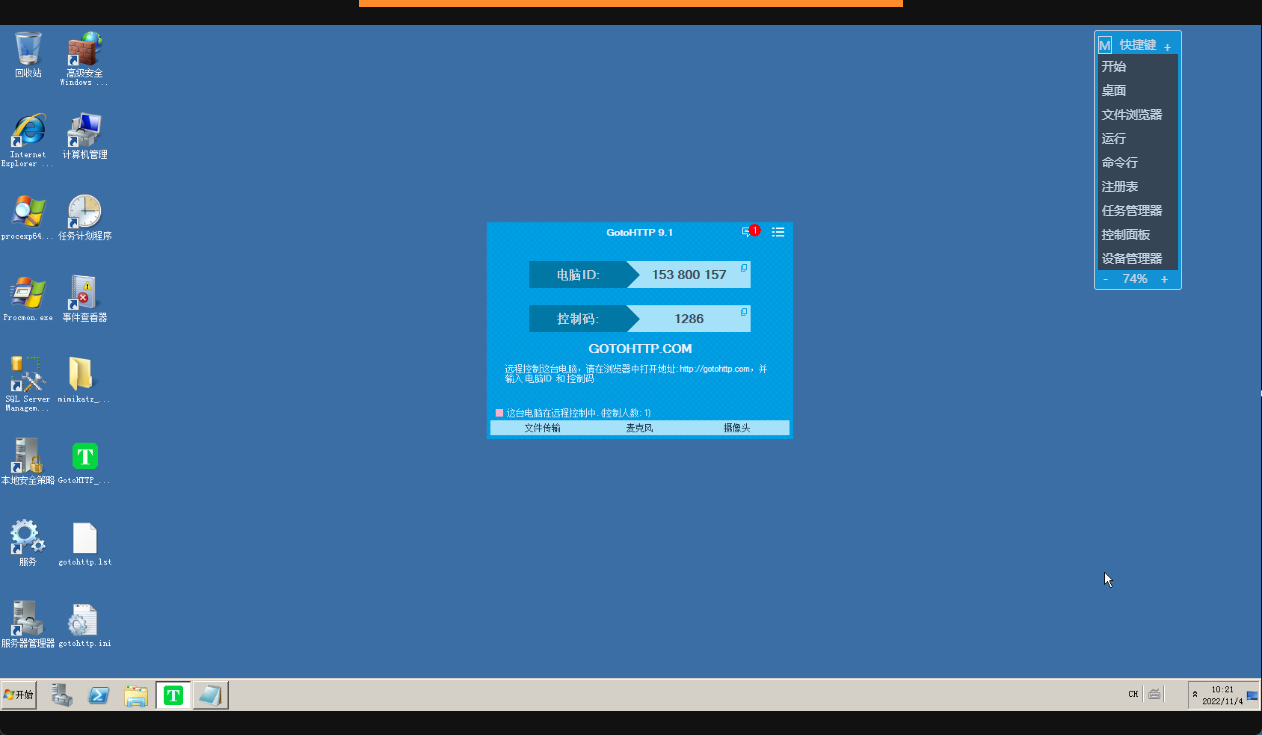 回收站
高级安全
Windows ...
Internet
Explorer ...
计算机管理
procexp64...
任务计划程序
Procmon.exe
事件查看器
SQL Server
Managem...
mimikatz_...
本地安全策略
GotoHTTP_...
服务
gotohttp.lst
服务器管理器
gotohttp.ini
GotoHTTP 9.1
1
电脑ID:
153 800 157
控制码:
1286
GOTOHTTP.COM
远程控制这台电脑，请在浏览器中打开地址: http://gotohttp.com，并
输入 电脑ID 和 控制码
这台电脑在远程控制中. (控制人数: 1)
文件传输
麦克风
摄像头
M 快捷键 +
开始
桌面
文件浏览器
运行
命令行
注册表
任务管理器
控制面板
设备管理器
- 74% +
开始
T
CH
10:21
2022/11/4